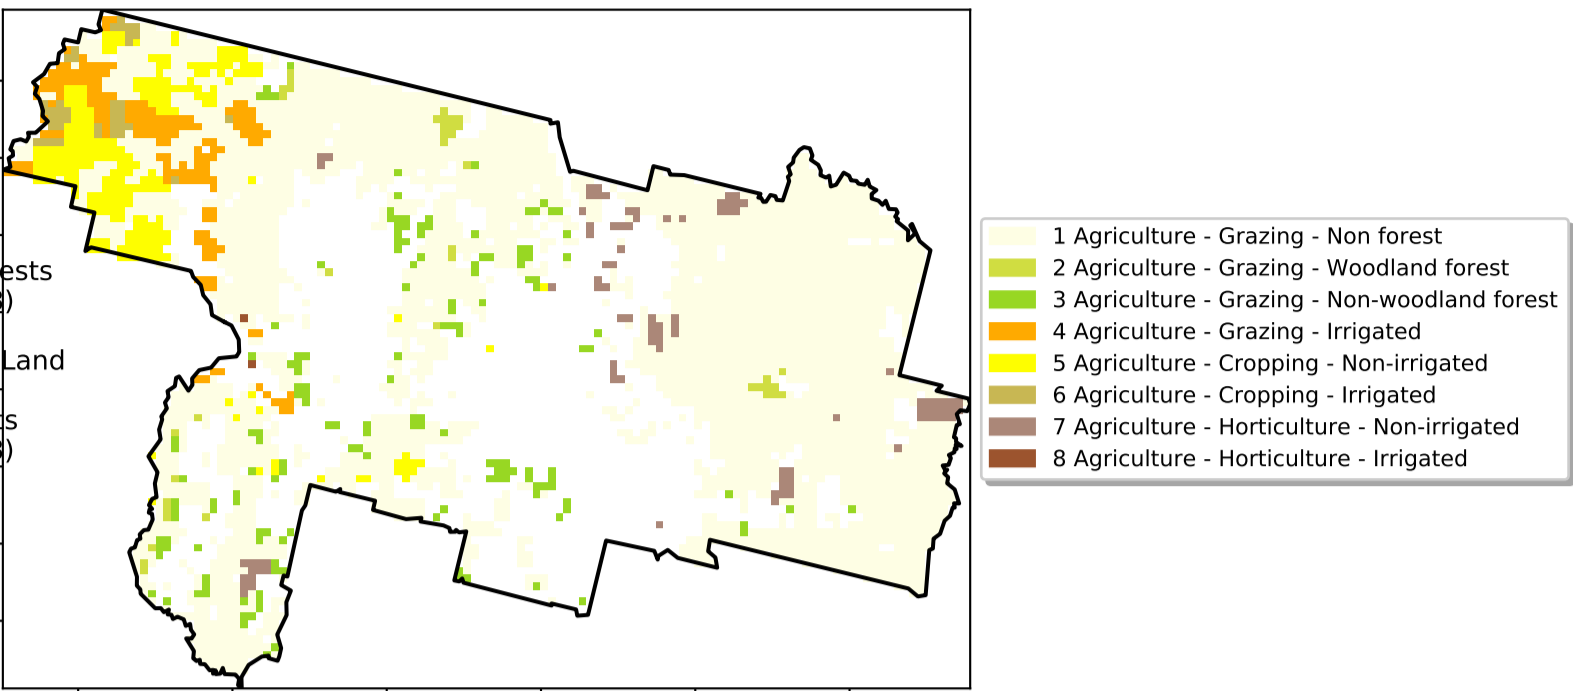 ests
)
Land
s
)
1 Agriculture - Grazing - Non forest
2 Agriculture - Grazing - Woodland forest
3 Agriculture - Grazing - Non-woodland forest
4 Agriculture - Grazing - Irrigated
5 Agriculture - Cropping - Non-irrigated
6 Agriculture - Cropping - Irrigated
7 Agriculture - Horticulture - Non-irrigated
8 Agriculture - Horticulture - Irrigated